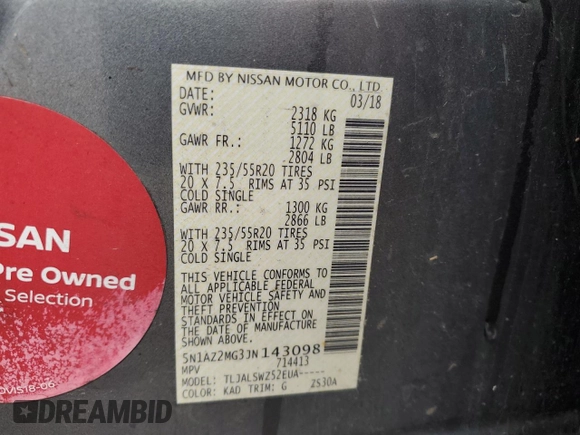 MFD BY NISSAN MOTOR CO., LTD.
DATE: 03/18
GVWR: 2318 KG
5110 LB
GAWR FR.: 1272 KG
2804 LB
WITH 235/55R20 TIRES
20 X 7.5 RIMS AT 35 PSI
COLD SINGLE
GAWR RR.: 1300 KG
2866 LB
WITH 235/55R20 TIRES
20 X 7.5 RIMS AT 35 PSI
COLD SINGLE
THIS VEHICLE CONFORMS TO
ALL APPLICABLE FEDERAL
MOTOR VEHICLE SAFETY AND
THEFT PREVENTION
STANDARDS IN EFFECT ON
THE DATE OF MANUFACTURE
SHOWN ABOVE.
5N1AZ2MG3JN143098
MPV 714413
MODEL: TLJALSWZ52EUA-----
COLOR: KAD TRIM: G ZS30A
SSAN
Pre Owned
Selection
DREAMBID